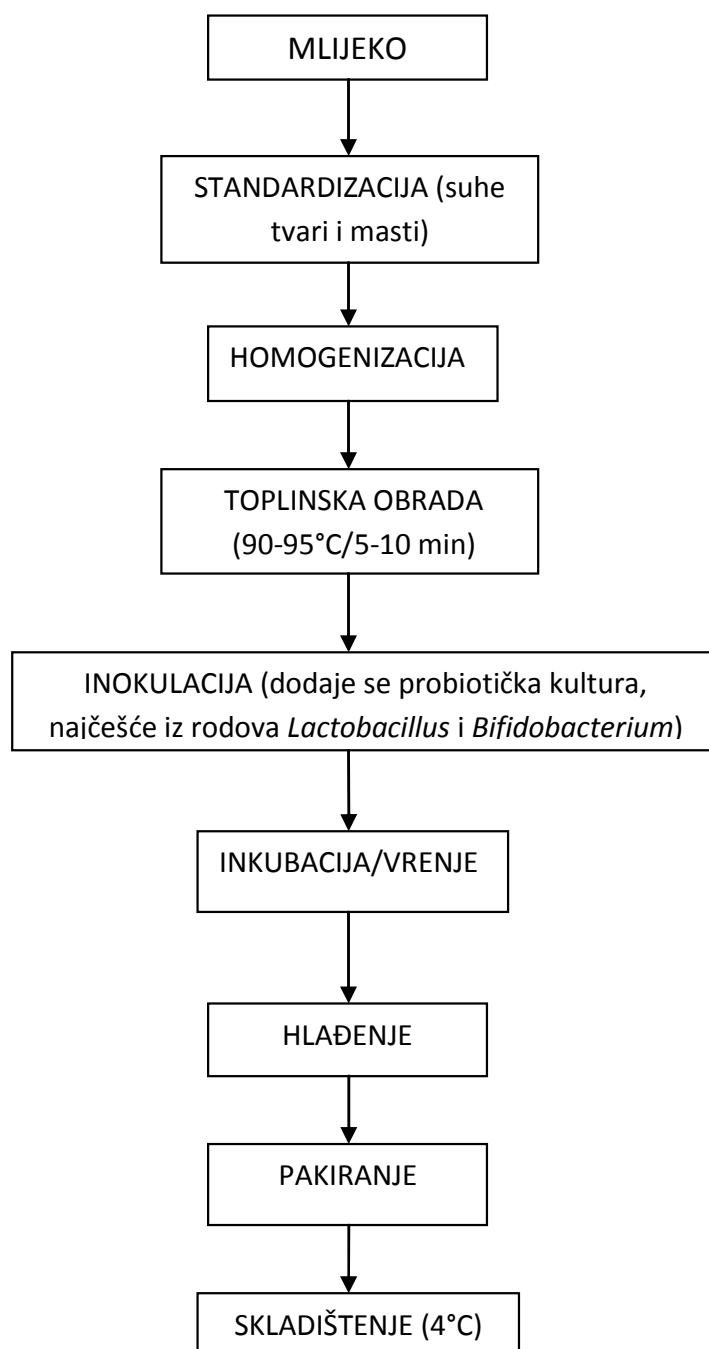 MLIJEKO
STANDARDIZACIJA (suhe
tvari i masti)
HOMOGENIZACIJA
TOPLINSKA OBRADA
(90-95°C/5-10 min)
INOKULACIJA (dodaje se probiotička kultura,
najčešće iz rodova Lactobacillus i Bifidobacterium)
INKUBACIJA/VRENJE
HLAĐENJE
PAKIRANJE
SKLADIŠTENJE (4°C)